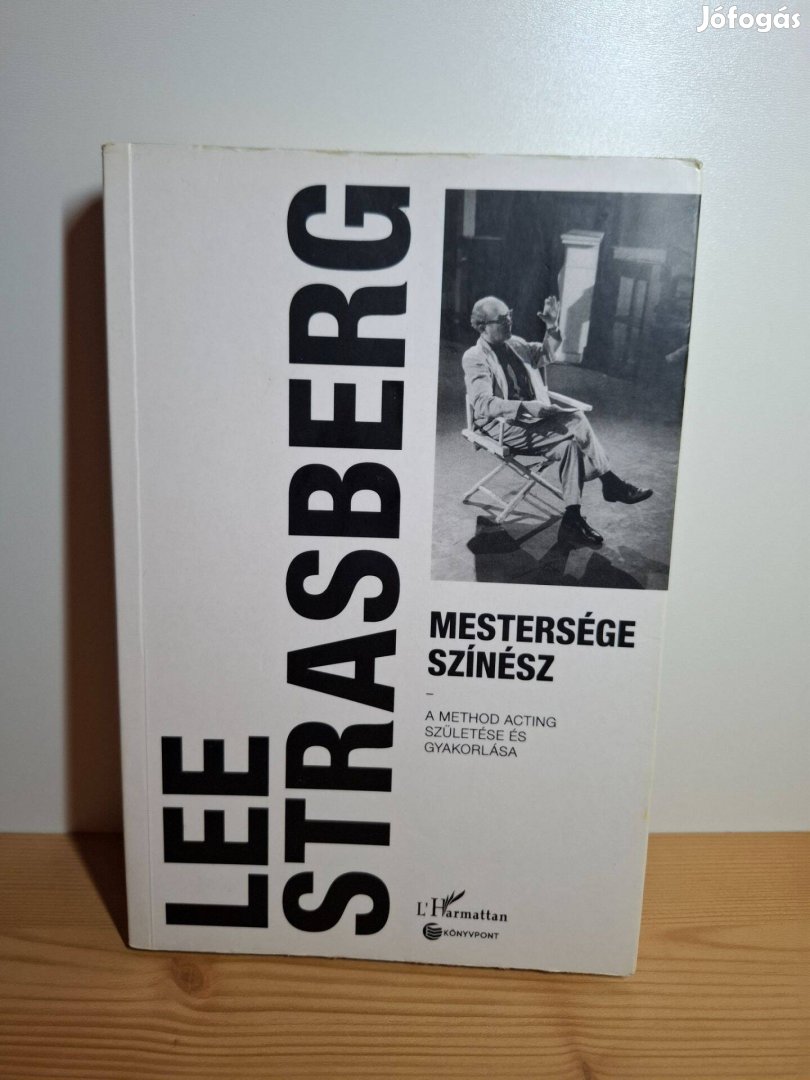 Jófogás
LEE
STRASBERG
MESTERSÉGE
SZÍNÉSZ
–
A METHOD ACTING
SZÜLETÉSE ÉS
GYAKORLÁSA
L'Harmattan
KÖNYVPONT